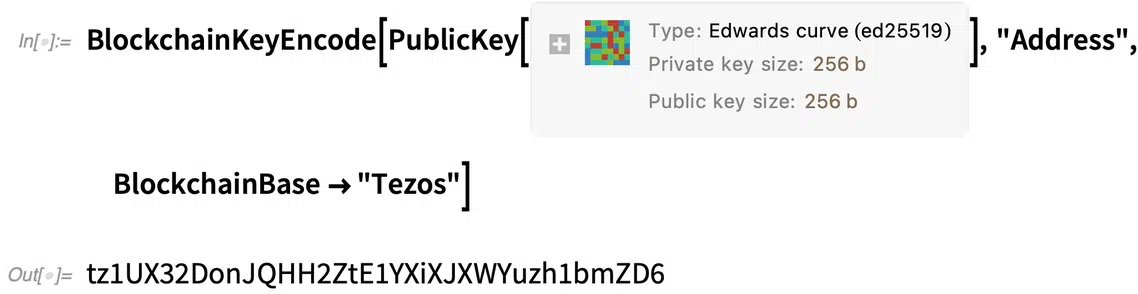 In[•]:= BlockchainKeyEncode[PublicKey[ Type: Edwards curve (ed25519) ], "Address",
Private key size: 256 b
Public key size: 256 b
BlockchainBase → "Tezos"]
Out[•]= tz1UX32DonJQHH2ZtE1YXiXJXWYuzh1bmZD6